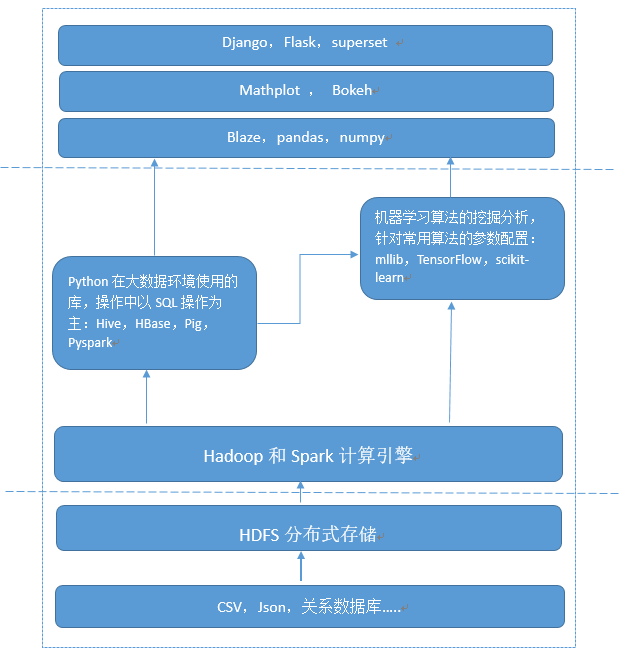 Django，Flask，superset
Mathplot ， Bokeh
Blaze，pandas，numpy
机器学习算法的挖掘分析，
针对常用算法的参数配置：
mllib，TensorFlow，scikit-
learn
Python 在大数据环境使用的
库，操作中以 SQL 操作为
主：Hive，HBase，Pig，
Pyspark
Hadoop 和 Spark 计算引擎
HDFS 分布式存储
CSV，Json，关系数据库…..